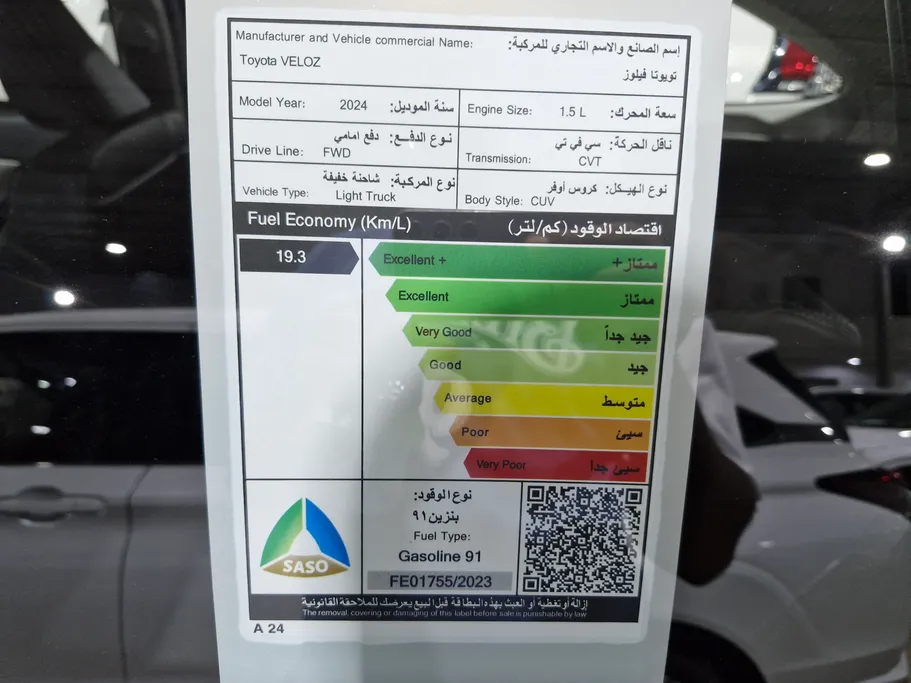 Manufacturer and Vehicle commercial Name: إسم الصانع والاسم التجاري للمركبة:
Toyota VELOZ تويوتا فيلوز
Model Year: 2024 سنة الموديل:
Engine Size: 1.5 L سعة المحرك:
نوع الدفع: دفع امامي
Drive Line: FWD
ناقل الحركة: سي في تي
Transmission: CVT
نوع المركبة: شاحنة خفيفة
Vehicle Type: Light Truck
نوع الهيكل: كروس أوفر
Body Style: CUV
Fuel Economy (Km/L) اقتصاد الوقود (كم/لتر)
19.3
Excellent + ممتاز+
Excellent ممتاز
Very Good جيد جداً
Good جيد
Average متوسط
Poor سيئ
Very Poor سيئ جدا
SASO
نوع الوقود:
بنزين ٩١
Fuel Type:
Gasoline 91
FE01755/2023
إزالة أو تغطية أو العبث بهذه البطاقة قبل البيع يعرضك للملاحقة القانونية
The removal, covering or damaging of this label before sale is punishable by law
A 24